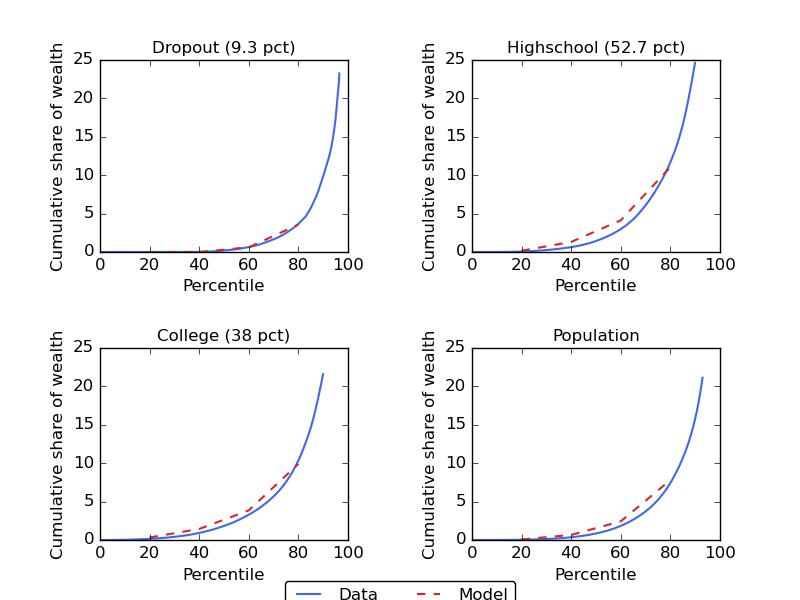 Dropout (9.3 pct)
Cumulative share of wealth
25
20
15
10
5
0
0 20 40 60 80 100
Percentile
Highschool (52.7 pct)
Cumulative share of wealth
25
20
15
10
5
0
0 20 40 60 80 100
Percentile
College (38 pct)
Cumulative share of wealth
25
20
15
10
5
0
0 20 40 60 80 100
Percentile
Population
Cumulative share of wealth
25
20
15
10
5
0
0 20 40 60 80 100
Percentile
Data Model